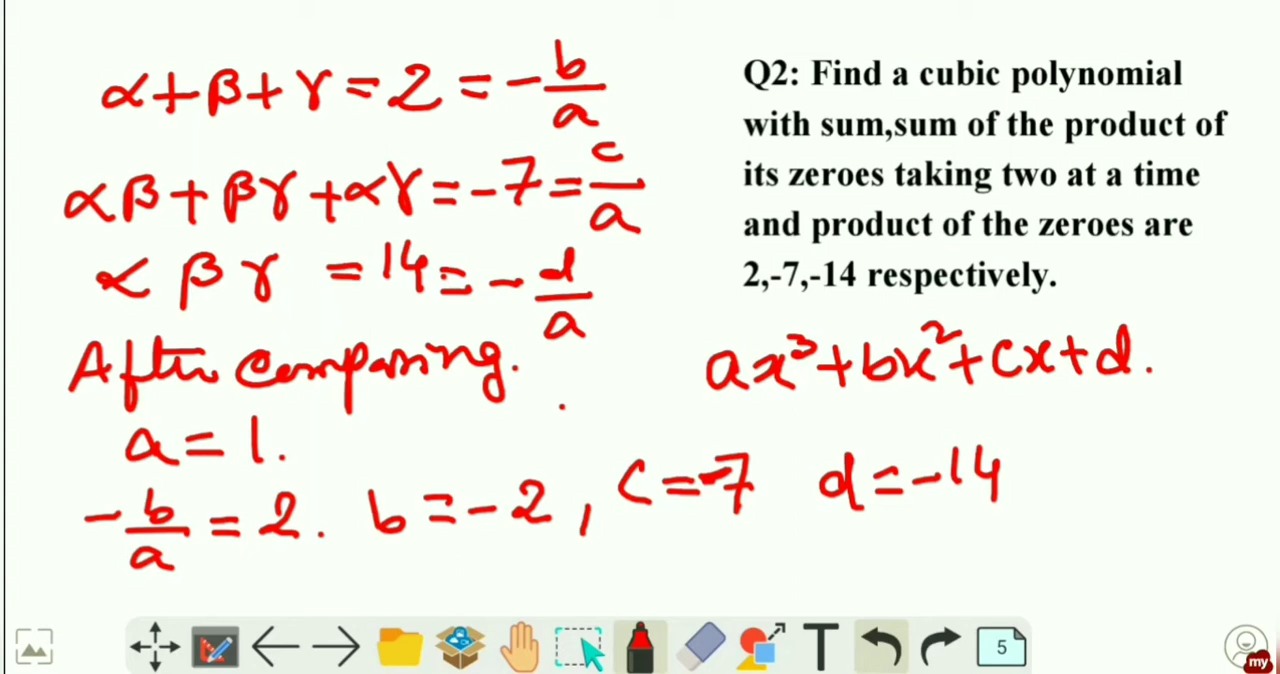 α+β+γ=2=-b/a
αβ+βγ+αγ=-7=c/a
αβγ=14=-d/a
After Comparing.
a=1.
-b/a=2. b=-2, c=-7 d=-14
Q2: Find a cubic polynomial
with sum,sum of the product of
its zeroes taking two at a time
and product of the zeroes are
2,-7,-14 respectively.
ax³+bx²+cx+d.
T
5
my